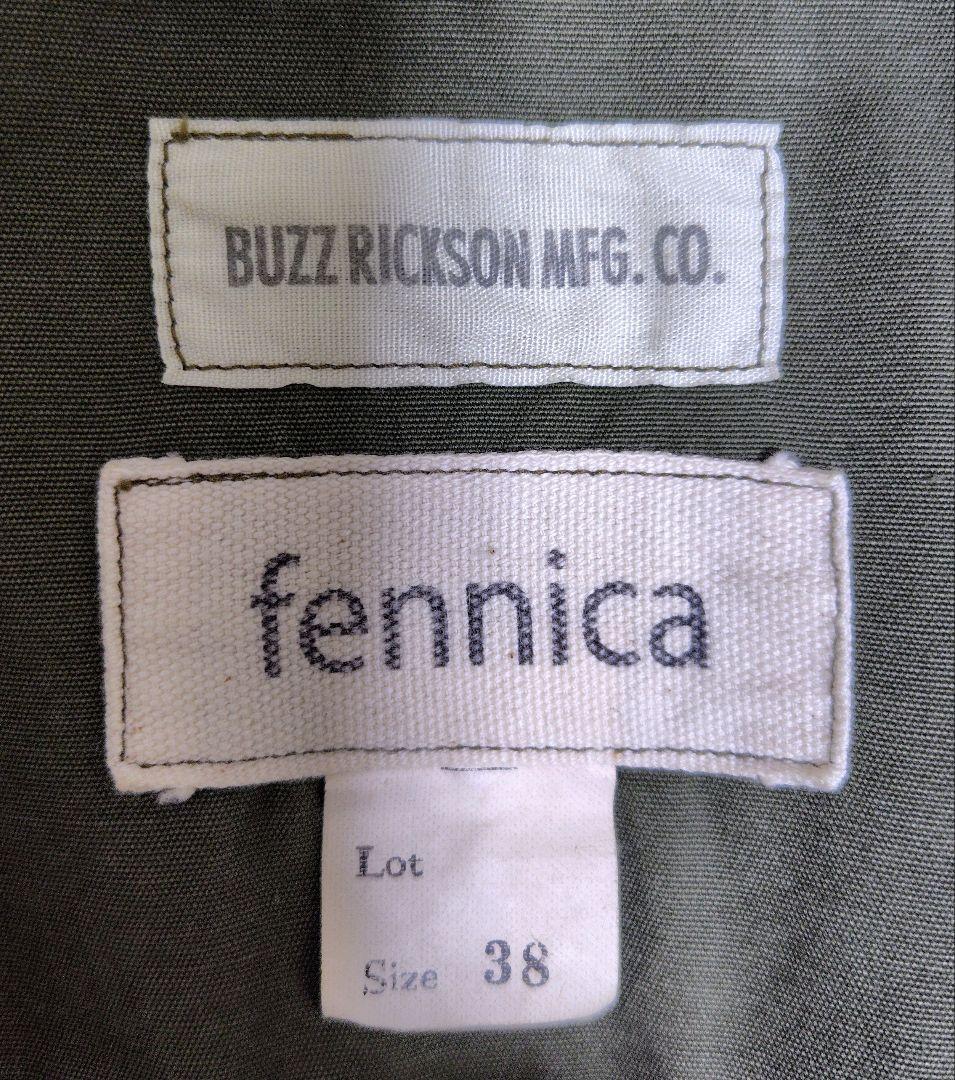 BUZZ RICKSON MFG. CO.
fennica
Lot
Size 38